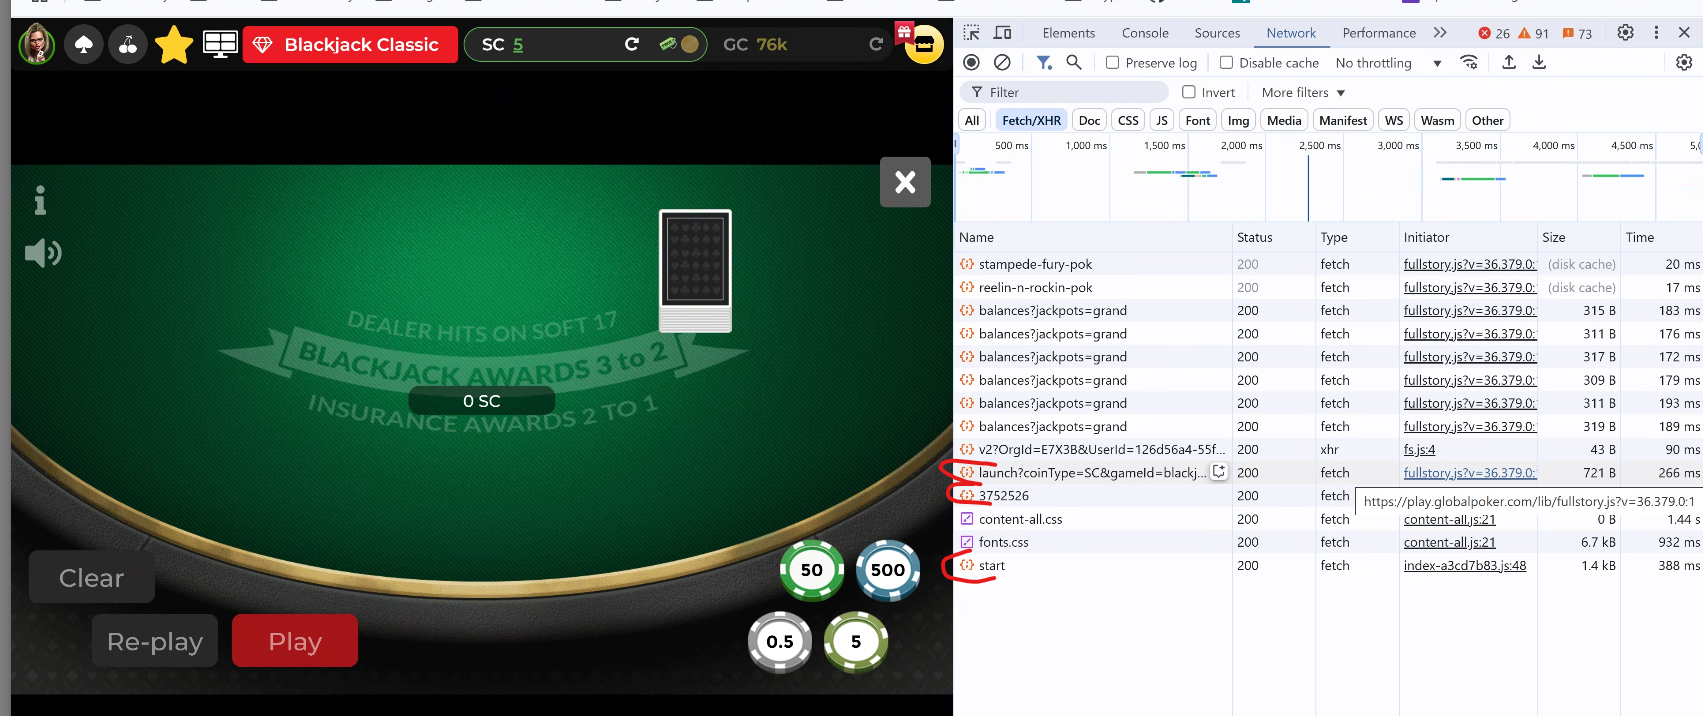 Blackjack Classic
SC 5
GC 76k
DEALER HITS ON SOFT 17
BLACKJACK AWARDS 3 to 2
0 SC
INSURANCE AWARDS 2 TO 1
Clear
Re-play
Play
50
500
0.5
5
Elements Console Sources Network Performance 26 91 73
Preserve log Disable cache No throttling
Filter Invert More filters
All Fetch/XHR Doc CSS JS Font Img Media Manifest WS Wasm Other
500 ms 1,000 ms 1,500 ms 2,000 ms 2,500 ms 3,000 ms 3,500 ms 4,000 ms 4,500 ms 5,
Name Status Type Initiator Size Time
stampede-fury-pok 200 fetch fullstory.js?v=36.379.0: (disk cache) 20 ms
reelin-n-rockin-pok 200 fetch fullstory.js?v=36.379.0: (disk cache) 17 ms
balances?jackpots=grand 200 fetch fullstory.js?v=36.379.0: 315 B 183 ms
balances?jackpots=grand 200 fetch fullstory.js?v=36.379.0: 311 B 176 ms
balances?jackpots=grand 200 fetch fullstory.js?v=36.379.0: 317 B 172 ms
balances?jackpots=grand 200 fetch fullstory.js?v=36.379.0: 309 B 179 ms
balances?jackpots=grand 200 fetch fullstory.js?v=36.379.0: 311 B 193 ms
balances?jackpots=grand 200 fetch fullstory.js?v=36.379.0: 319 B 189 ms
v2?OrgId=E7X3B&UserId=126d56a4-55f... 200 xhr fs.js:4 43 B 90 ms
launch?coinType=SC&gameId=blackj... 200 fetch fullstory.js?v=36.379.0: 721 B 266 ms
3752526 200 fetch
https://play.globalpoker.com/lib/fullstory.js?v=36.379.0:1
content-all.css 200 fetch content-all.js:21 0 B 1.44 s
fonts.css 200 fetch content-all.js:21 6.7 kB 932 ms
start 200 fetch index-a3cd7b83.js:48 1.4 kB 388 ms